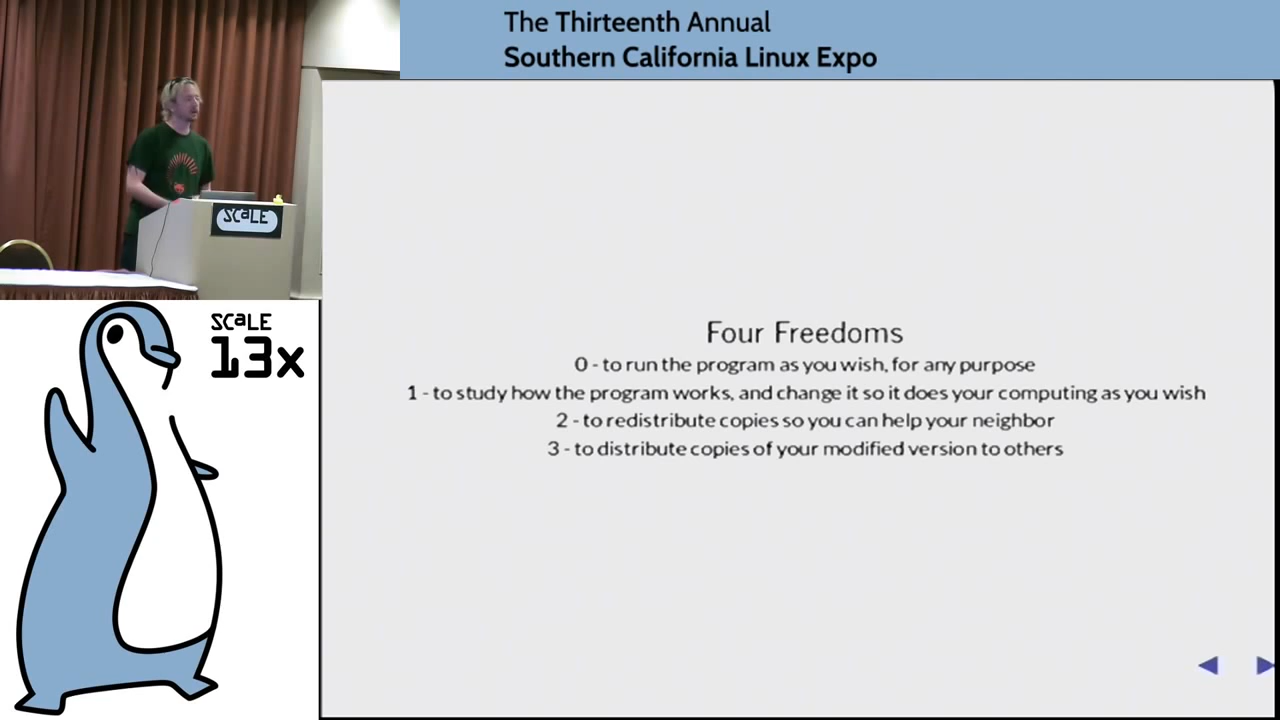 The Thirteenth Annual
Southern California Linux Expo
SCaLE
SCaLE
13x
Four Freedoms
0 - to run the program as you wish, for any purpose
1 - to study how the program works, and change it so it does your computing as you wish
2 - to redistribute copies so you can help your neighbor
3 - to distribute copies of your modified version to others